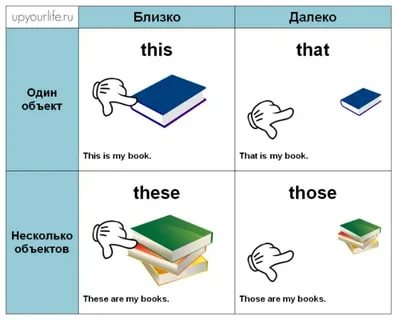 upyourlife.ru
Близко
Далеко
Один
объект
this
that
This is my book.
That is my book.
Несколько
объектов
these
those
These are my books.
Those are my books.